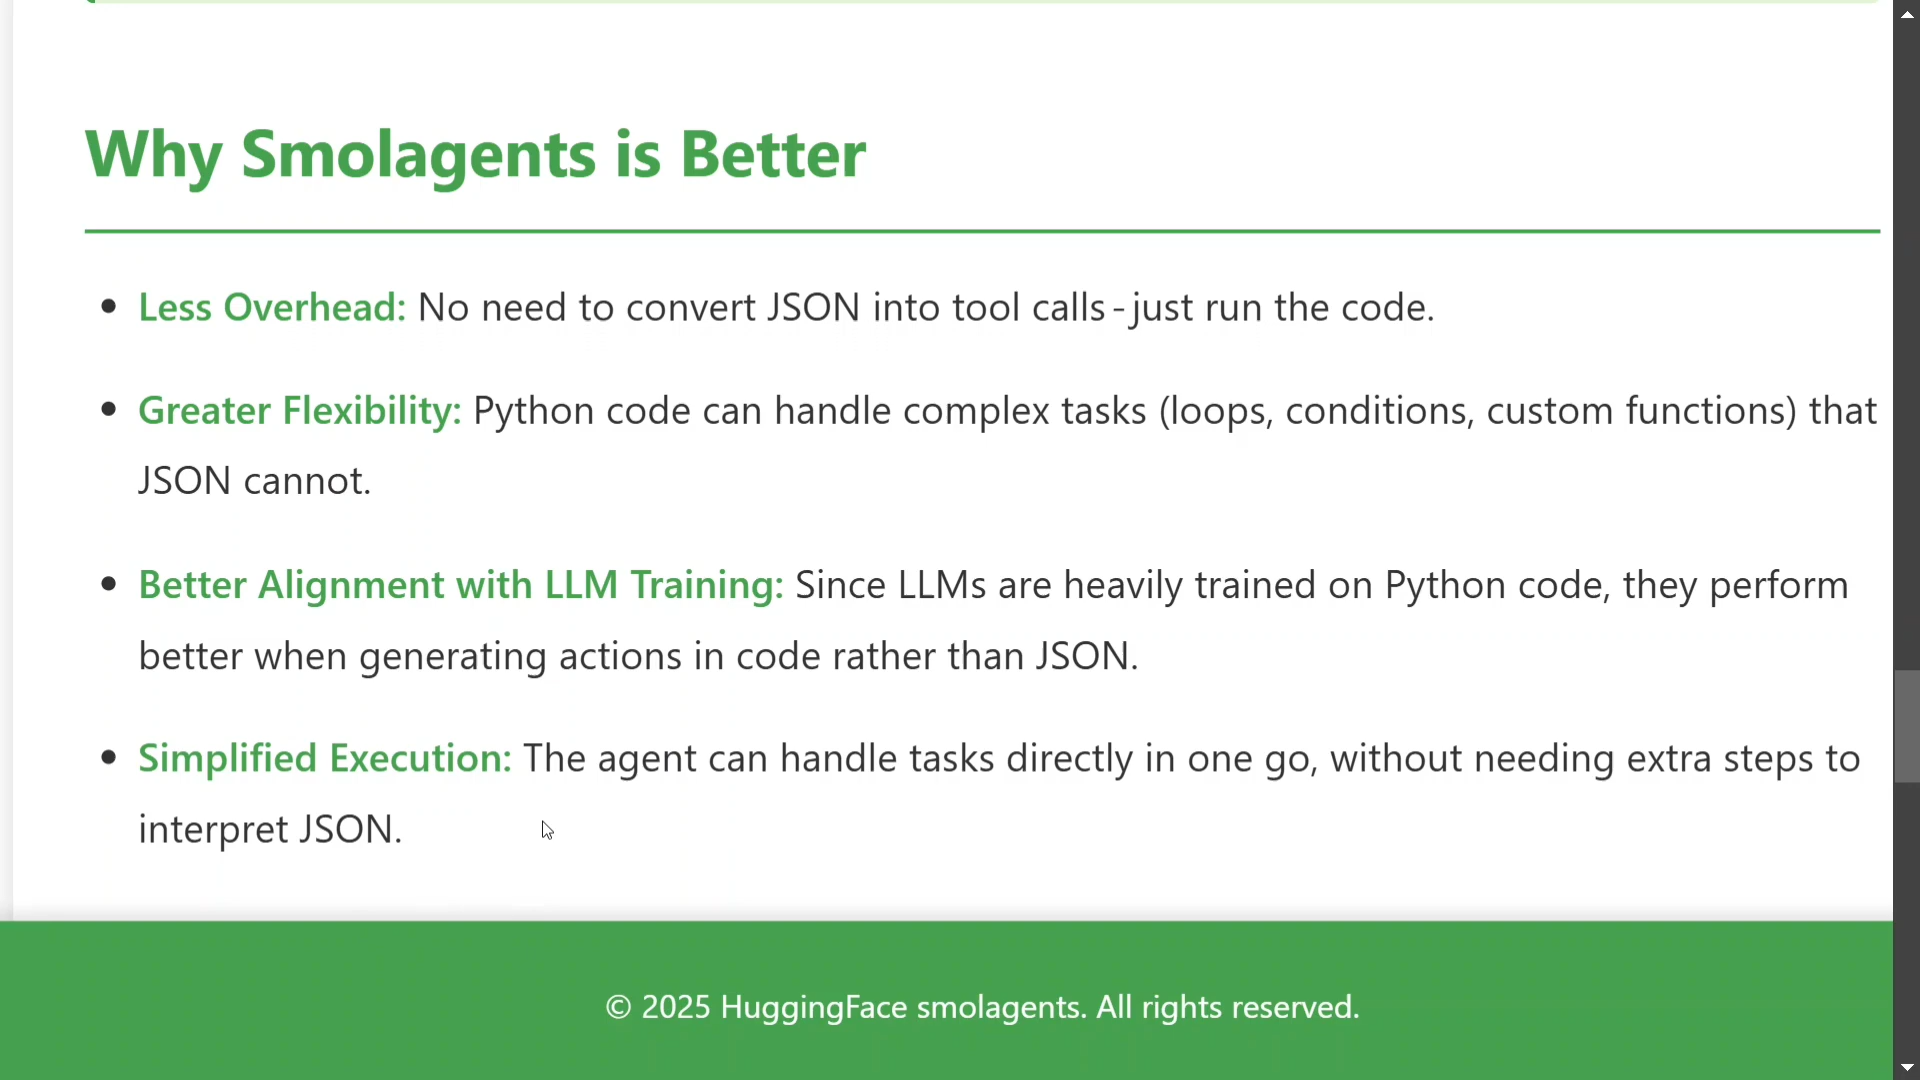 Why Smolagents is Better
• Less Overhead: No need to convert JSON into tool calls - just run the code.
• Greater Flexibility: Python code can handle complex tasks (loops, conditions, custom functions) that
JSON cannot.
• Better Alignment with LLM Training: Since LLMs are heavily trained on Python code, they perform
better when generating actions in code rather than JSON.
• Simplified Execution: The agent can handle tasks directly in one go, without needing extra steps to
interpret JSON.
© 2025 HuggingFace smolagents. All rights reserved.